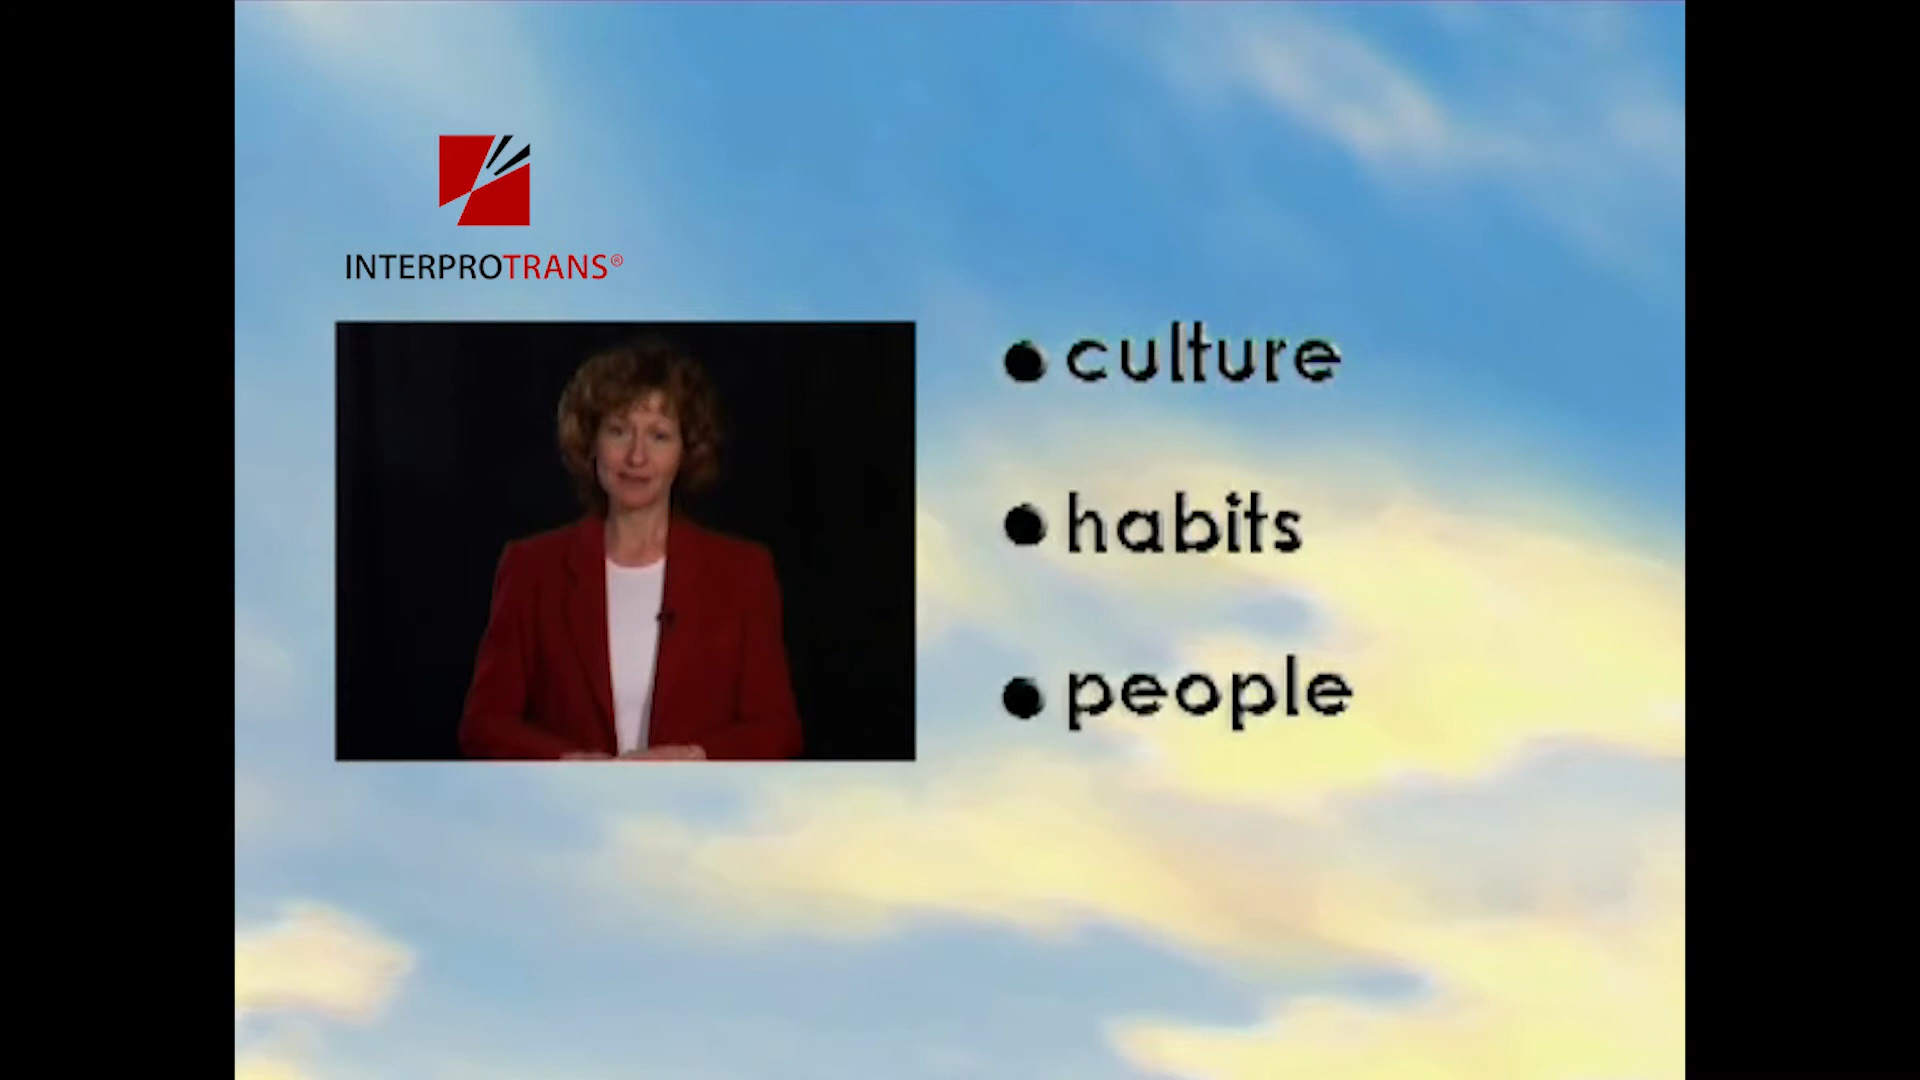 INTERPROTRANS®
• culture
• habits
• people